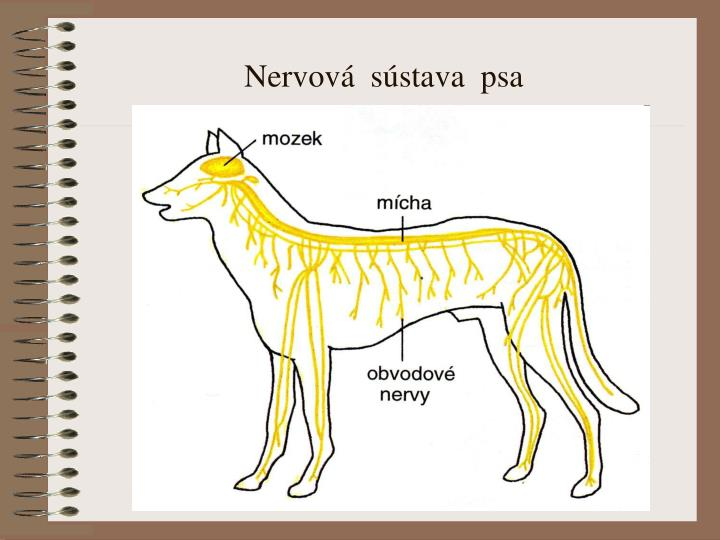 Nervová sústava psa
mozek
mícha
obvodové
nervy